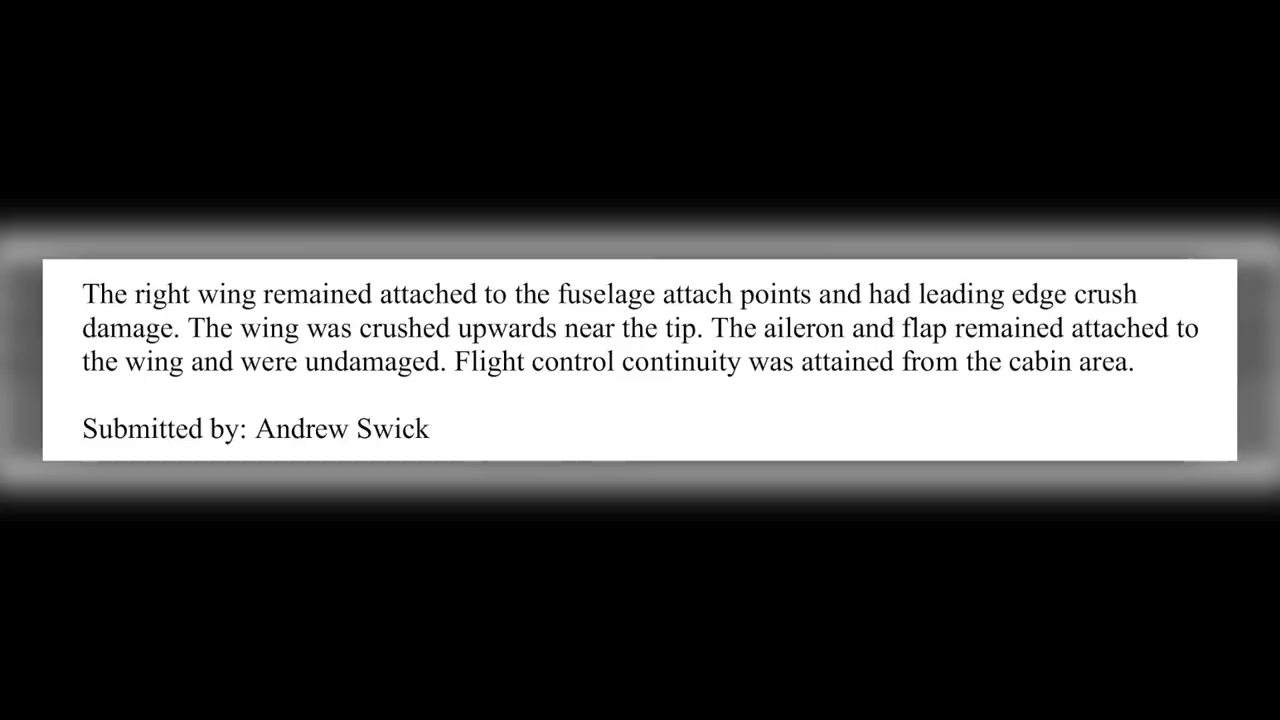 The right wing remained attached to the fuselage attach points and had leading edge crush
damage. The wing was crushed upwards near the tip. The aileron and flap remained attached to
the wing and were undamaged. Flight control continuity was attained from the cabin area.
Submitted by: Andrew Swick